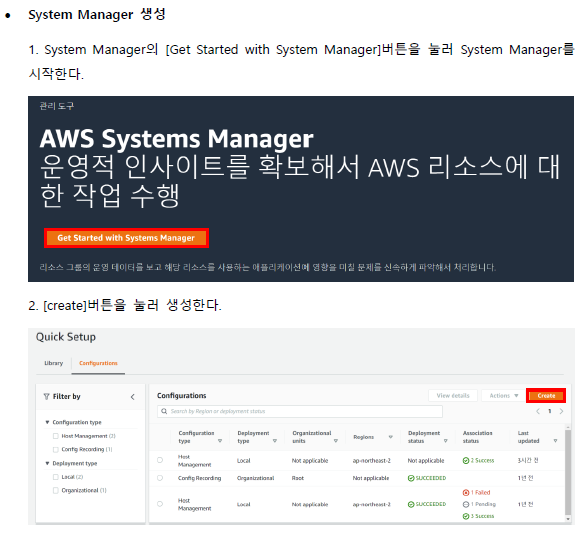 • System Manager 생성
1. System Manager의 [Get Started with System Manager]버튼을 눌러 System Manager를
시작한다.
관리 도구
AWS Systems Manager
운영적 인사이트를 확보해서 AWS 리소스에 대
한 작업 수행
Get Started with Systems Manager
리소스 그룹의 운영 데이터를 보고 해당 리소스를 사용하는 애플리케이션에 영향을 미칠 문제를 신속하게 파악해서 처리합니다.
2. [create]버튼을 눌러 생성한다.
Quick Setup
Library Configurations
Filter by
Configuration type
Host Management (2)
Config Recording (1)
Deployment type
Local (2)
Organizational (1)
Configurations View details Actions Create
Search by Region or deployment status 1
Configuration type Deployment type Organizational units Regions Deployment status Association status Last updated
Host Management Local Not applicable ap-northeast-2 Not applicable 2 Success 3시간 전
Config Recording Organizational Root Not applicable SUCCEEDED 1년 전
Host Management Local Not applicable ap-northeast-2 SUCCEEDED 1 Failed 1 Pending 3 Success 1년 전